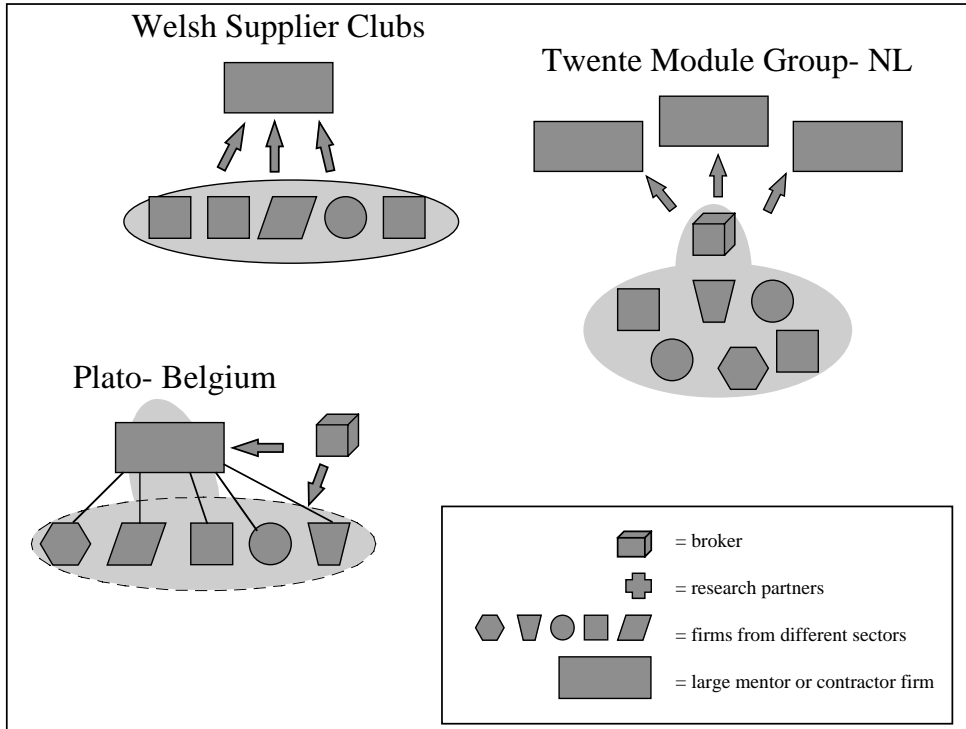 Welsh Supplier Clubs
Twente Module Group- NL
Plato- Belgium
= broker
= research partners
= firms from different sectors
= large mentor or contractor firm